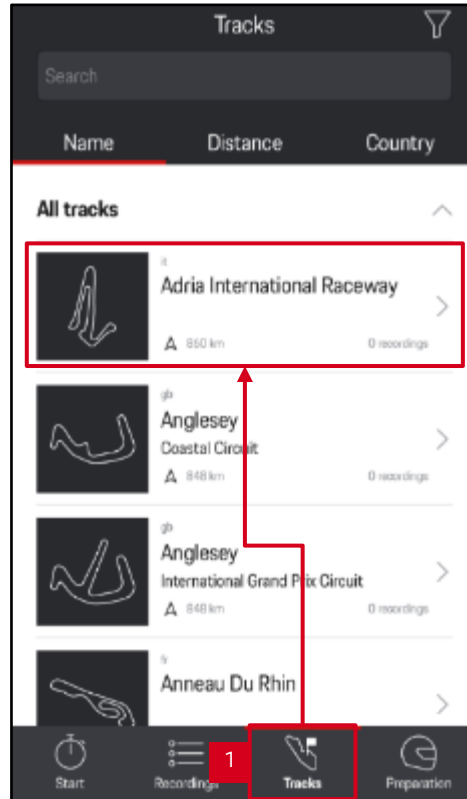 Tracks
Search
Name Distance Country
All tracks
it
Adria International Raceway
860 km 0 recordings
gb
Anglesey
Coastal Circuit
848 km 0 recordings
gb
Anglesey
International Grand Prix Circuit
848 km 0 recordings
fr
Anneau Du Rhin
1
Start Recordings Tracks Preparation